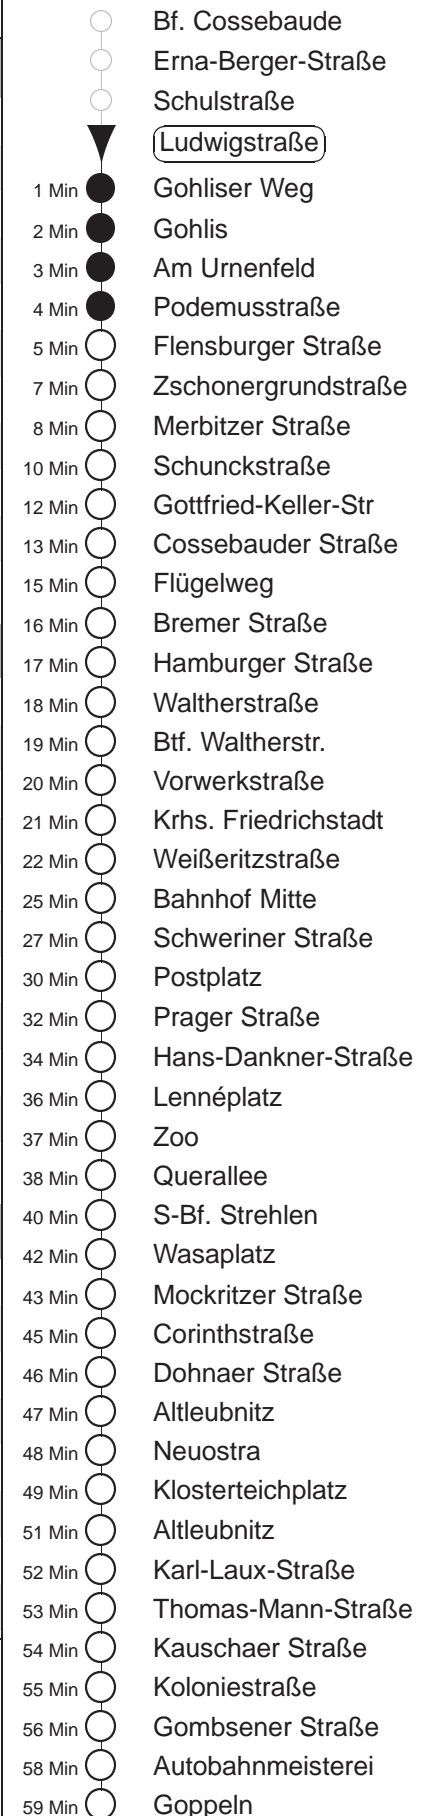 Bf. Cossebaude
Erna-Berger-Straße
Schulstraße
Ludwigstraße
1 Min Gohliser Weg
2 Min Gohlis
3 Min Am Urnenfeld
4 Min Podemusstraße
5 Min Flensburger Straße
7 Min Zschonergrundstraße
8 Min Merbitzer Straße
10 Min Schunckstraße
12 Min Gottfried-Keller-Str
13 Min Cossebauder Straße
15 Min Flügelweg
16 Min Bremer Straße
17 Min Hamburger Straße
18 Min Waltherstraße
19 Min Btf. Waltherstr.
20 Min Vorwerkstraße
21 Min Krhs. Friedrichstadt
22 Min Weißeritzstraße
25 Min Bahnhof Mitte
27 Min Schweriner Straße
30 Min Postplatz
32 Min Prager Straße
34 Min Hans-Dankner-Straße
36 Min Lennéplatz
37 Min Zoo
38 Min Querallee
40 Min S-Bf. Strehlen
42 Min Wasaplatz
43 Min Mockritzer Straße
45 Min Corinthstraße
46 Min Dohnaer Straße
47 Min Altleubnitz
48 Min Neuostra
49 Min Klosterteichplatz
51 Min Altleubnitz
52 Min Karl-Laux-Straße
53 Min Thomas-Mann-Straße
54 Min Kauschaer Straße
55 Min Koloniestraße
56 Min Gombsener Straße
58 Min Autobahnmeisterei
59 Min Goppeln